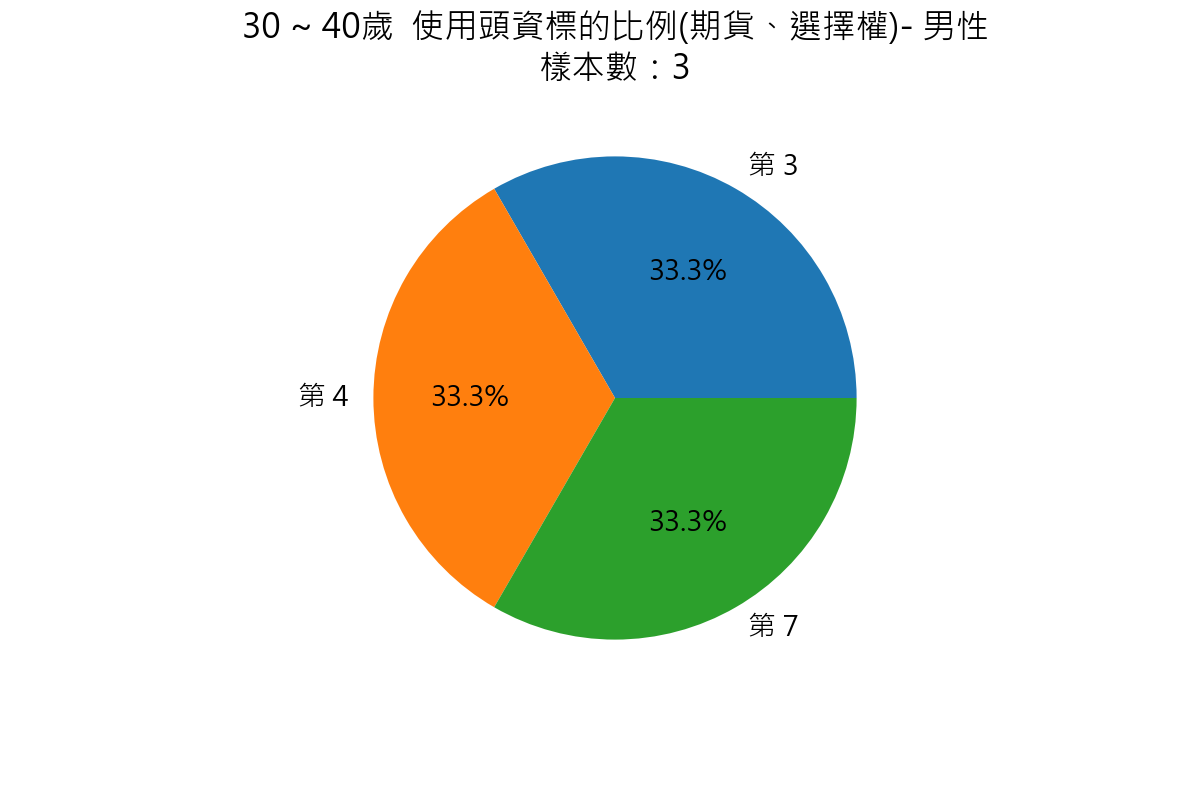 30 ~ 40歲  使用頭資標的比例(期貨、選擇權)- 男性
樣本數：3
第 3
33.3%
第 4
33.3%
33.3%
第 7